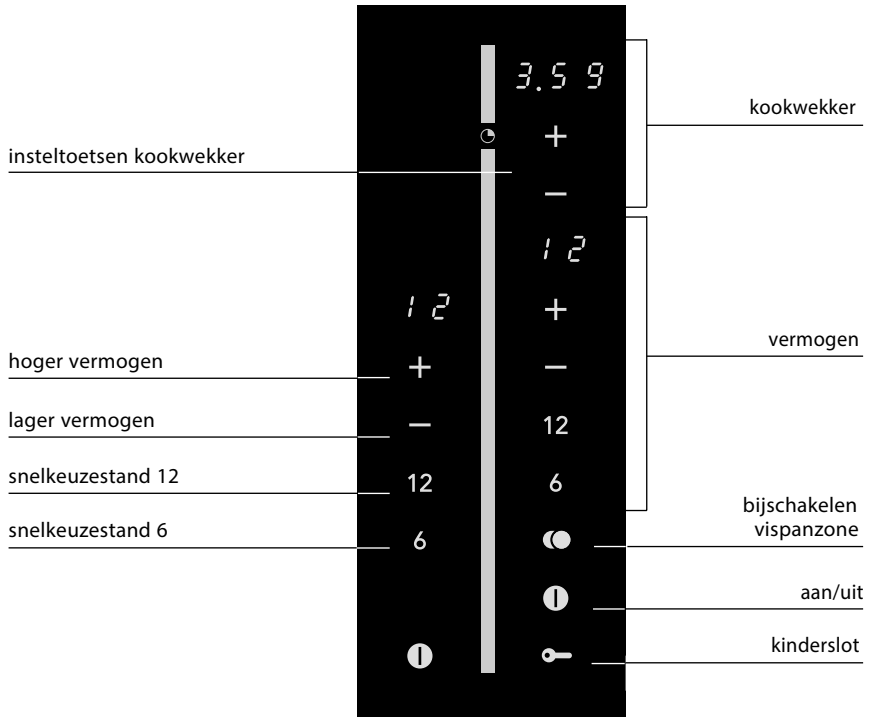 3.59
kookwekker
+
insteltoetsen kookwekker
−
12
12
+
vermogen
hoger vermogen
+
−
lager vermogen
−
12
snelkeuzestand 12
12
6
bijschakelen
vispanzone
snelkeuzestand 6
6
aan/uit
kinderslot